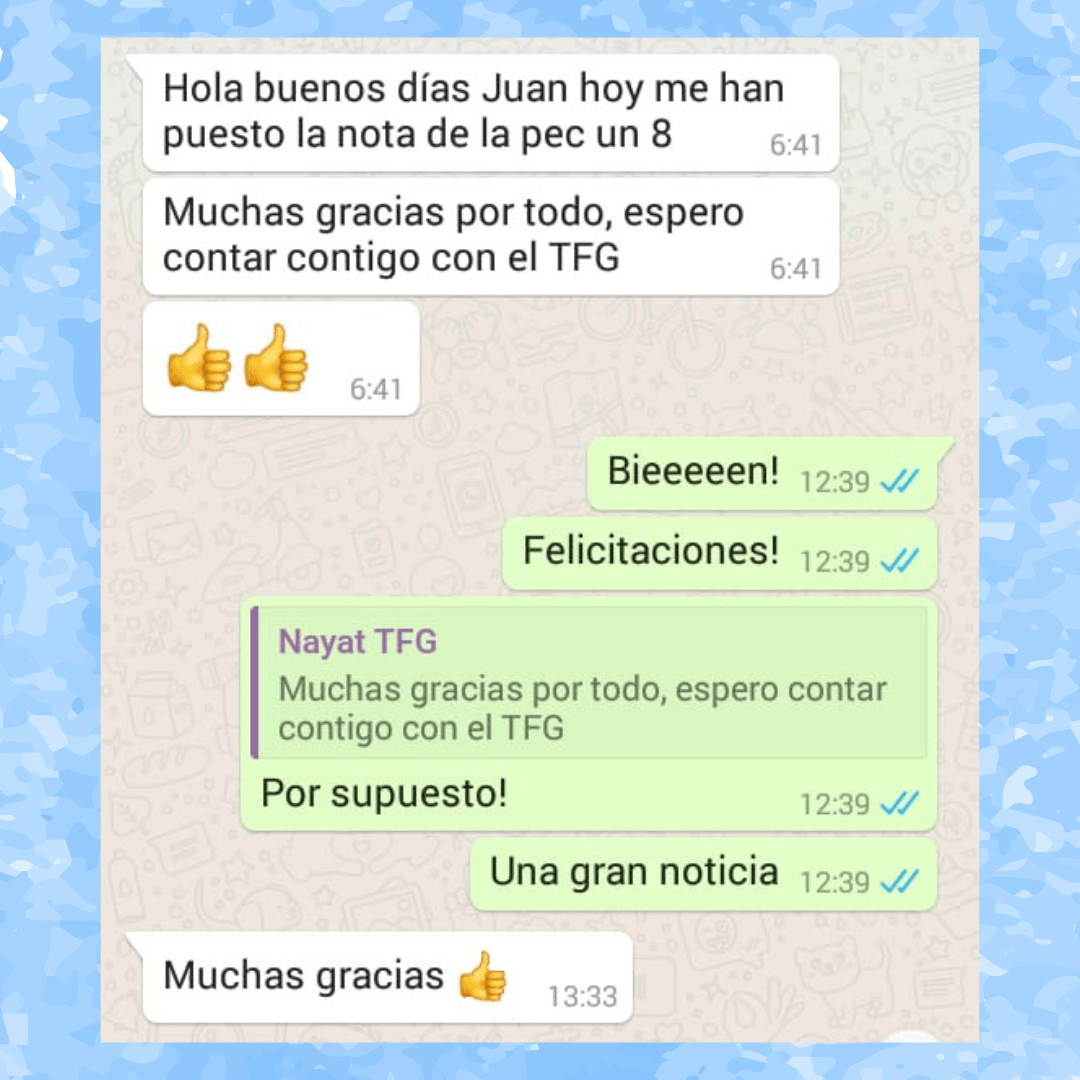 Hola buenos días Juan hoy me han
puesto la nota de la pec un 8
6:41
Muchas gracias por todo, espero
contar contigo con el TFG
6:41
👍👍
6:41
Bieeeeen!
12:39
Felicitaciones!
12:39
Nayat TFG
Muchas gracias por todo, espero contar
contigo con el TFG
Por supuesto!
12:39
Una gran noticia
12:39
Muchas gracias 👍
13:33